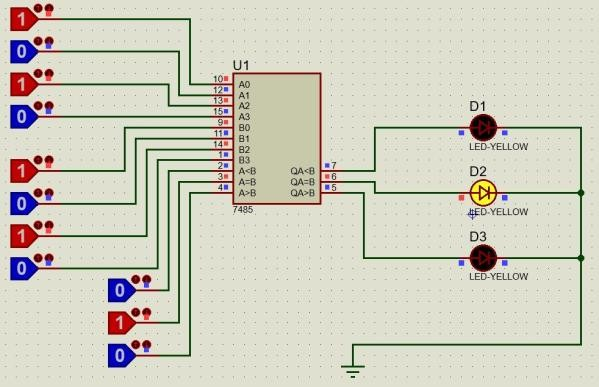 1
0
1
0
1
0
1
0
0
1
0
U1
10 A0
12 A1
13 A2
15 A3
9 B0
11 B1
14 B2
1 B3
2 A<B QA<B 7
3 A=B QA=B 6
4 A>B QA>B 5
7485
D1
LED-YELLOW
D2
LED-YELLOW
D3
LED-YELLOW